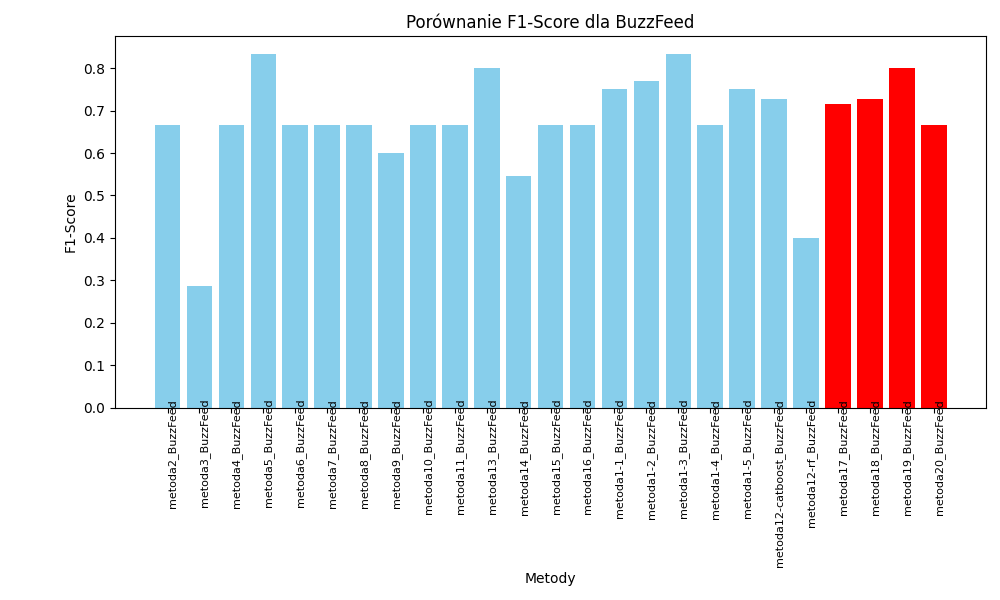 Porównanie F1-Score dla BuzzFeed
F1-Score
0.8
0.7
0.6
0.5
0.4
0.3
0.2
0.1
0.0
metoda2_BuzzFeed
metoda3_BuzzFeed
metoda4_BuzzFeed
metoda5_BuzzFeed
metoda6_BuzzFeed
metoda7_BuzzFeed
metoda8_BuzzFeed
metoda9_BuzzFeed
metoda10_BuzzFeed
metoda11_BuzzFeed
metoda13_BuzzFeed
metoda14_BuzzFeed
metoda15_BuzzFeed
metoda16_BuzzFeed
metoda1-1_BuzzFeed
metoda1-2_BuzzFeed
metoda1-3_BuzzFeed
metoda1-4_BuzzFeed
metoda1-5_BuzzFeed
metoda12-catboost_BuzzFeed
metoda12-rf_BuzzFeed
metoda17_BuzzFeed
metoda18_BuzzFeed
metoda19_BuzzFeed
metoda20_BuzzFeed
Metody